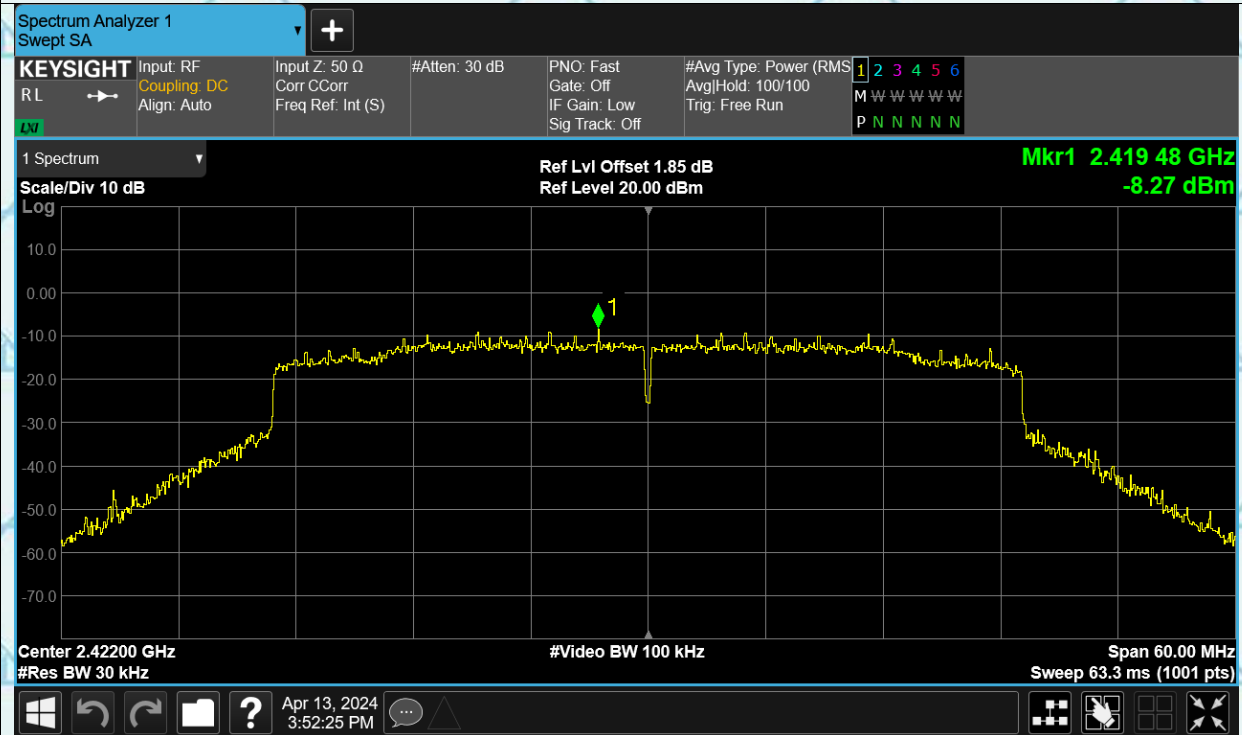 Spectrum Analyzer 1
Swept SA
KEYSIGHT
R L
LXI
Input: RF
Coupling: DC
Align: Auto
Input Z: 50 Ω
Corr CCorr
Freq Ref: Int (S)
#Atten: 30 dB
PNO: Fast
Gate: Off
IF Gain: Low
Sig Track: Off
#Avg Type: Power (RMS
Avg|Hold: 100/100
Trig: Free Run
1 2 3 4 5 6
M W W W W W
P N N N N N
1 Spectrum
Scale/Div 10 dB
Log
Ref Lvl Offset 1.85 dB
Ref Level 20.00 dBm
Mkr1 2.419 48 GHz
-8.27 dBm
10.0
0.00
-10.0
-20.0
-30.0
-40.0
-50.0
-60.0
-70.0
1
Center 2.42200 GHz
#Res BW 30 kHz
#Video BW 100 kHz
Span 60.00 MHz
Sweep 63.3 ms (1001 pts)
?
Apr 13, 2024
3:52:25 PM